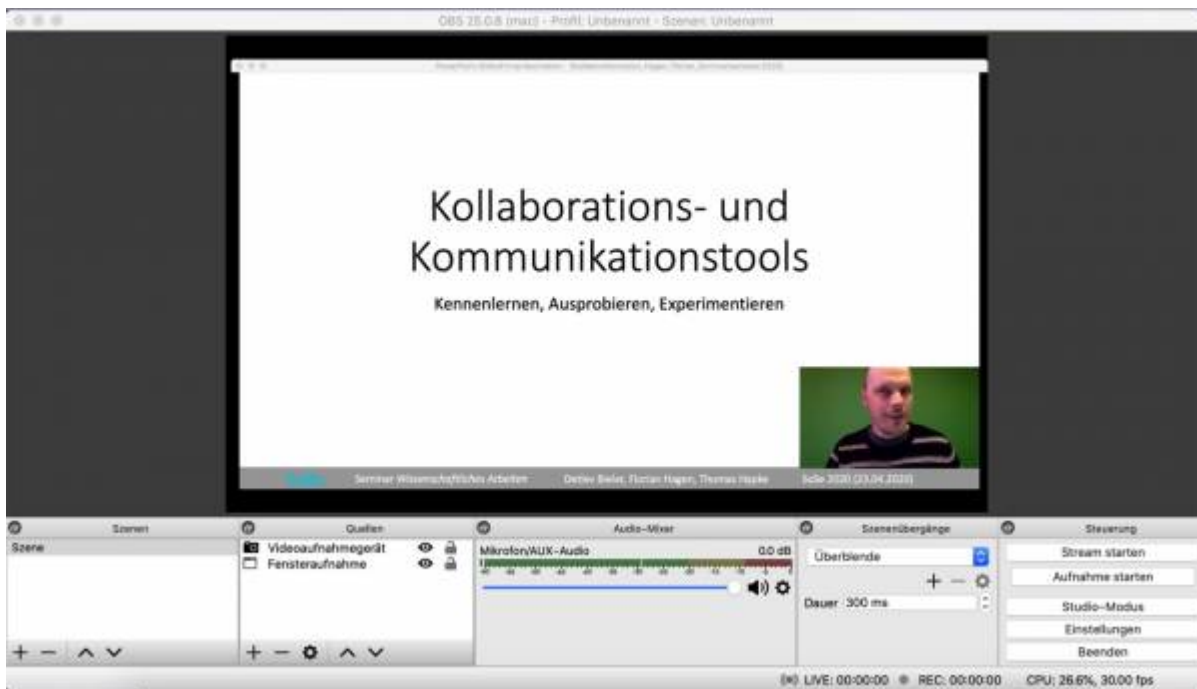 OBS 25.0.8 (mac) - Profil: Unbenannt - Szenen: Unbenannt
Kollaborations- und
Kommunikationstools
Kennenlernen, Ausprobieren, Experimentieren
Seminar Wissenschaftliches Arbeiten
Detlev Bieler, Florian Hagen, Thomas Hapke
SoSe 2020 (23.04.2020)
Szenen
Szene
Quellen
Videoaufnahmegerät
Fensteraufnahme
Audio-Mixer
Mikrofon/AUX-Audio 0.0 dB
Szenenübergänge
Überblende
Dauer 300 ms
Steuerung
Stream starten
Aufnahme starten
Studio-Modus
Einstellungen
Beenden
LIVE: 00:00:00 REC: 00:00:00 CPU: 26.6%, 30.00 fps